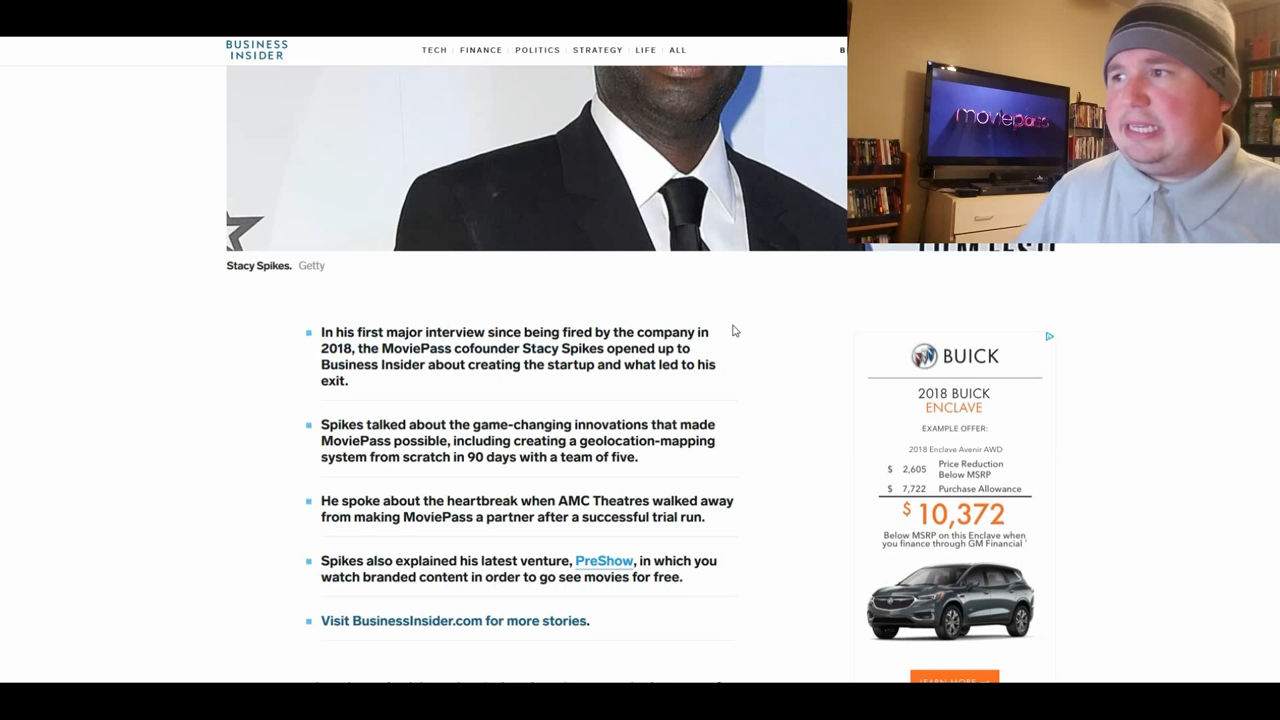 BUSINESS
INSIDER
TECH FINANCE POLITICS STRATEGY LIFE ALL
B
moviepass
Stacy Spikes. Getty
In his first major interview since being fired by the company in
2018, the MoviePass cofounder Stacy Spikes opened up to
Business Insider about creating the startup and what led to his
exit.
Spikes talked about the game-changing innovations that made
MoviePass possible, including creating a geolocation-mapping
system from scratch in 90 days with a team of five.
He spoke about the heartbreak when AMC Theatres walked away
from making MoviePass a partner after a successful trial run.
Spikes also explained his latest venture, PreShow, in which you
watch branded content in order to go see movies for free.
Visit BusinessInsider.com for more stories.
BUICK
2018 BUICK
ENCLAVE
EXAMPLE OFFER:
2018 Enclave Avenir AWD
$ 2,605 Price Reduction
Below MSRP
$ 7,722 Purchase Allowance
$10,372
Below MSRP on this Enclave when
you finance through GM Financial
LEARN MORE